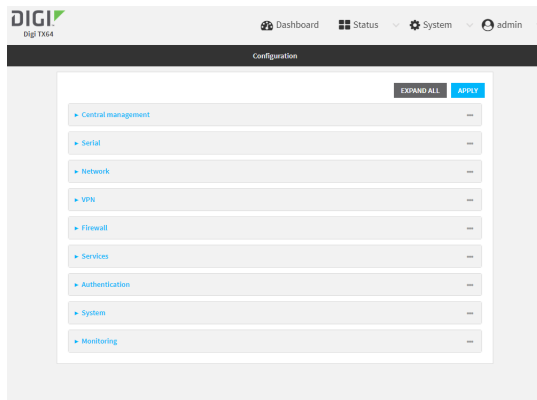 DIGI
Digi TX64
Dashboard Status System admin
Configuration
EXPAND ALL APPLY
Central management
Serial
Network
VPN
Firewall
Services
Authentication
System
Monitoring